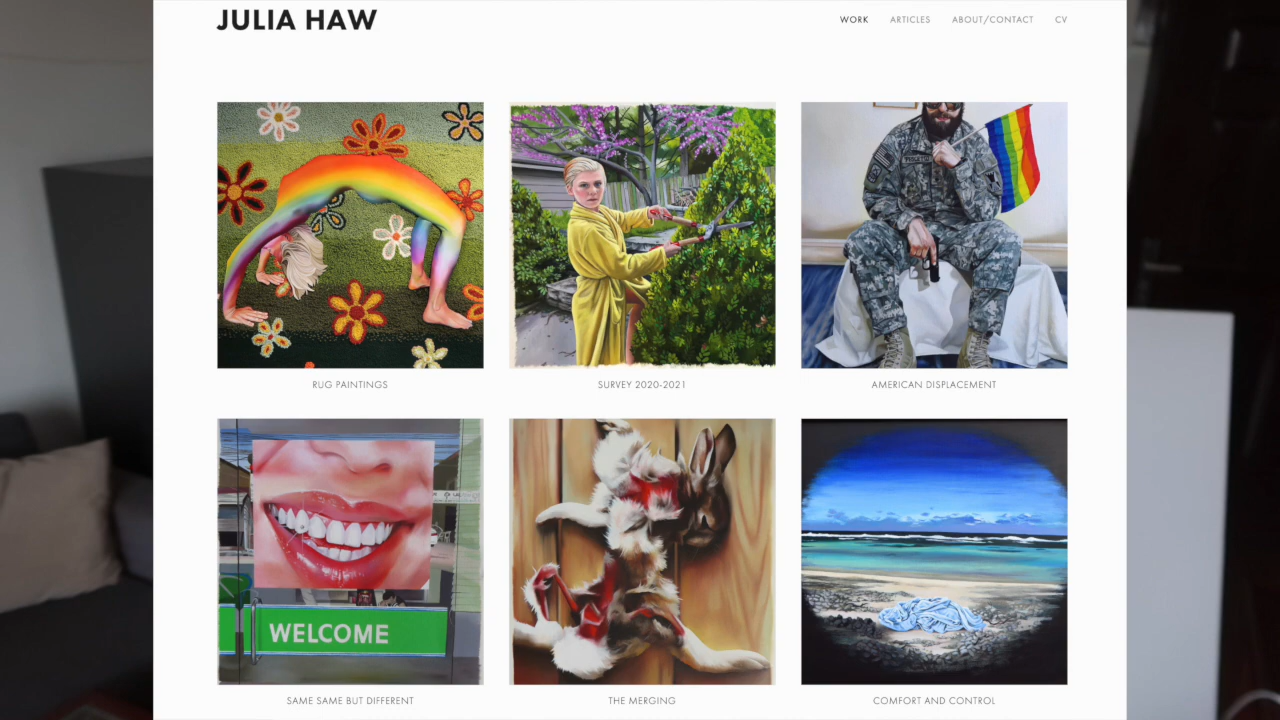 JULIA HAW
WORK
ARTICLES
ABOUT/CONTACT
CV
RUG PAINTINGS
SURVEY 2020-2021
AMERICAN DISPLACEMENT
WELCOME
SAME SAME BUT DIFFERENT
THE MERGING
COMFORT AND CONTROL